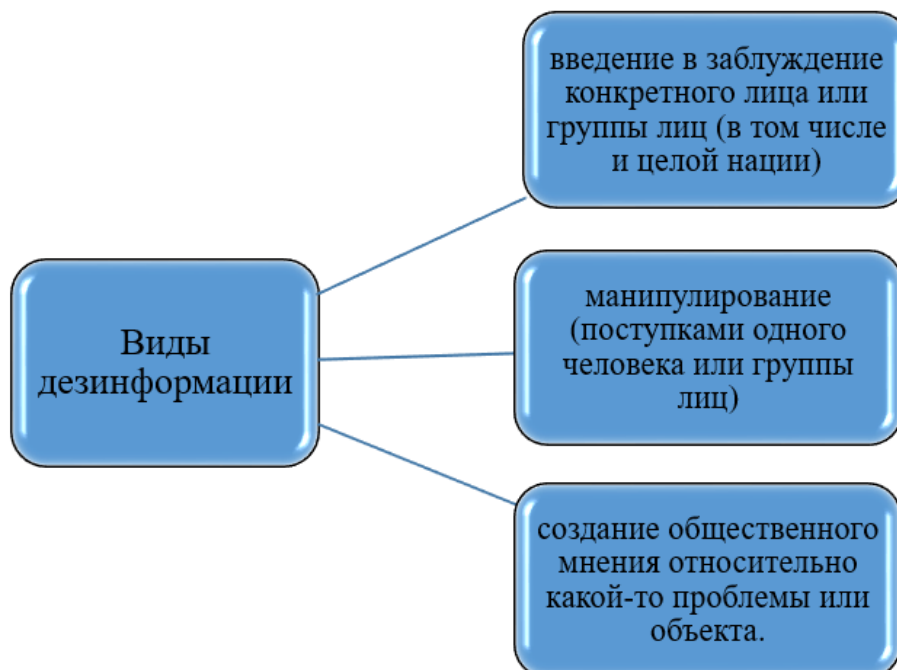 Виды
дезинформации
введение в заблуждение
конкретного лица или
группы лиц (в том числе
и целой нации)
манипулирование
(поступками одного
человека или группы
лиц)
создание общественного
мнения относительно
какой-то проблемы или
объекта.